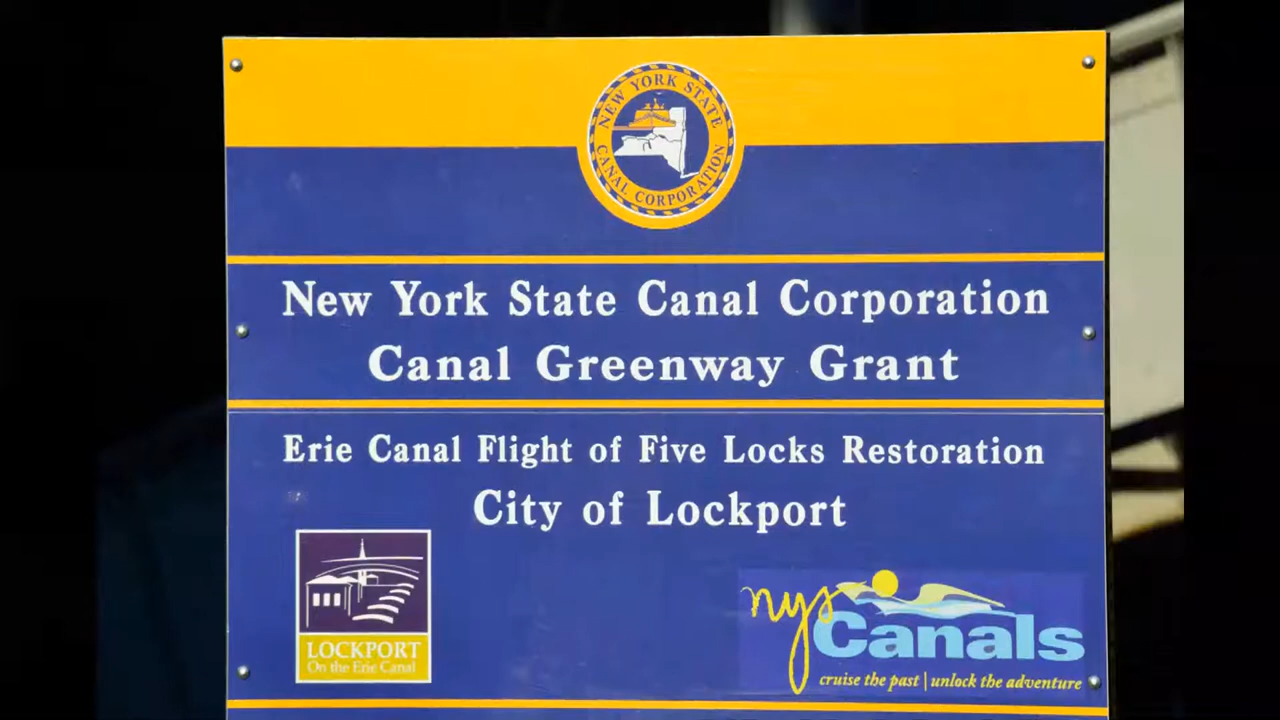 NEW YORK STATE
CANAL CORPORATION
New York State Canal Corporation
Canal Greenway Grant
Erie Canal Flight of Five Locks Restoration
City of Lockport
LOCKPORT
On the Erie Canal
nys
Canals
cruise the past | unlock the adventure